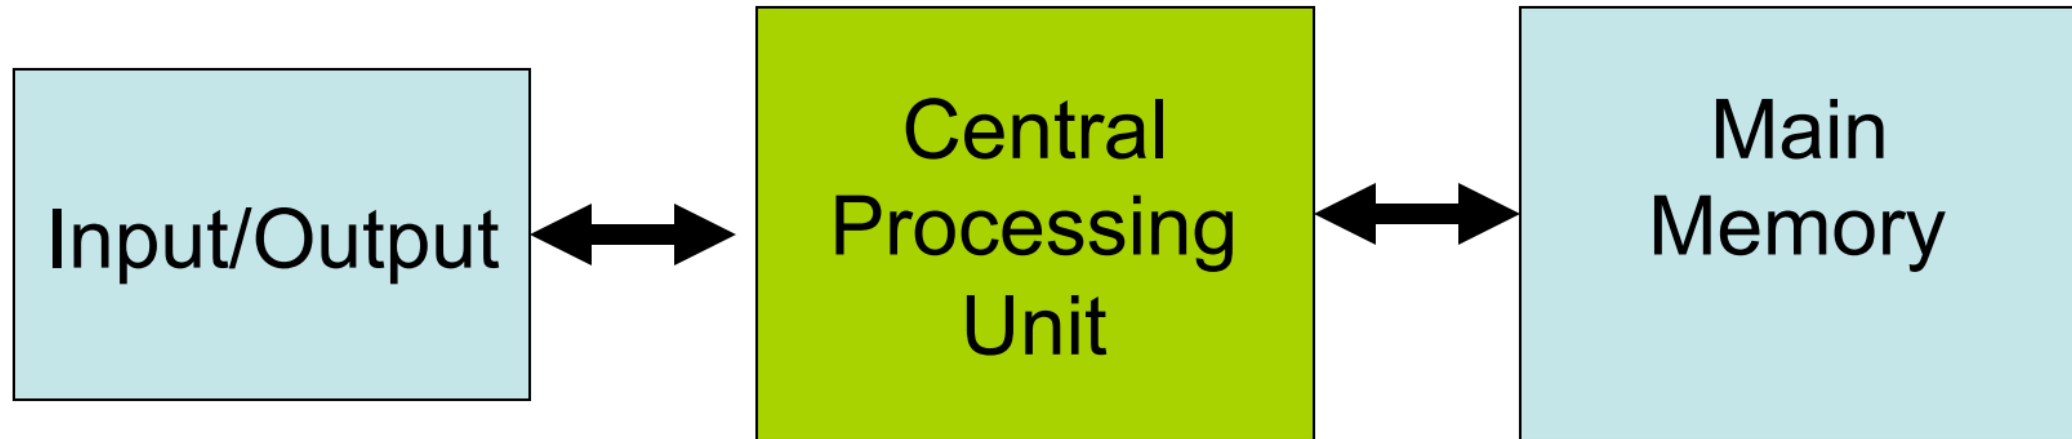 Input/Output
Central
Processing
Unit
Main
Memory